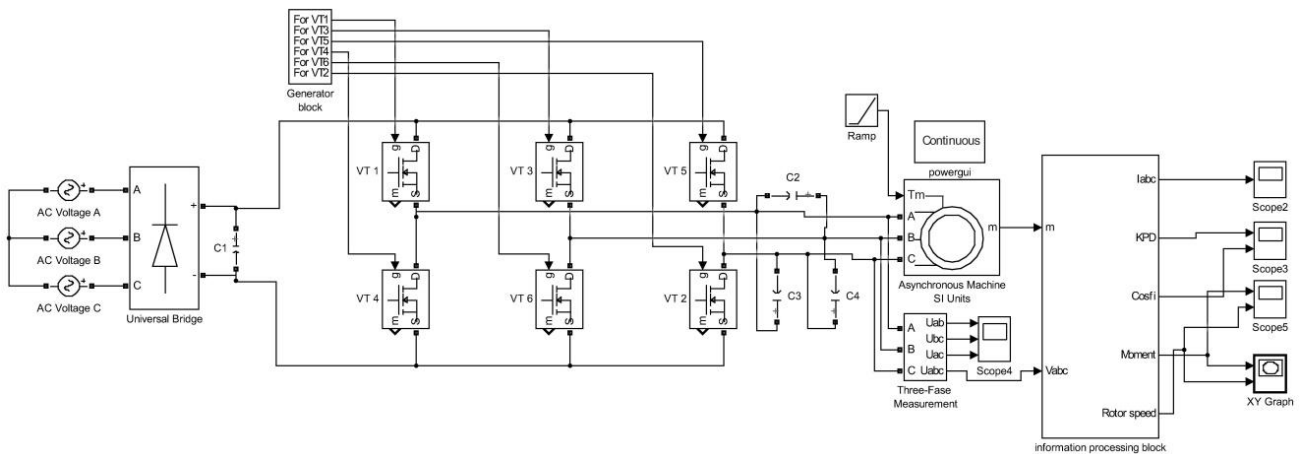 For VT1
For VT3
For VT5
For VT4
For VT6
For VT2
Generator
block
g
D
VT 1
m
S
g
D
VT 3
m
S
g
D
VT 5
m
S
Ramp
Continuous
powergui
C2
A
AC Voltage A
+
B
AC Voltage B
C1
-
C
AC Voltage C
Universal Bridge
Tm
A
B
C
m
Asynchronous Machine
SI Units
g
D
VT 4
m
S
g
D
VT 6
m
S
g
D
VT 2
m
S
C3
C4
A
B
C
Uab
Ubc
Uac
Uabc
Three-Fase
Measurement
Scope4
m
Vabc
Iabc
KPD
Cosfi
Moment
Rotor speed
information processing block
Scope2
Scope3
Scope5
XY Graph